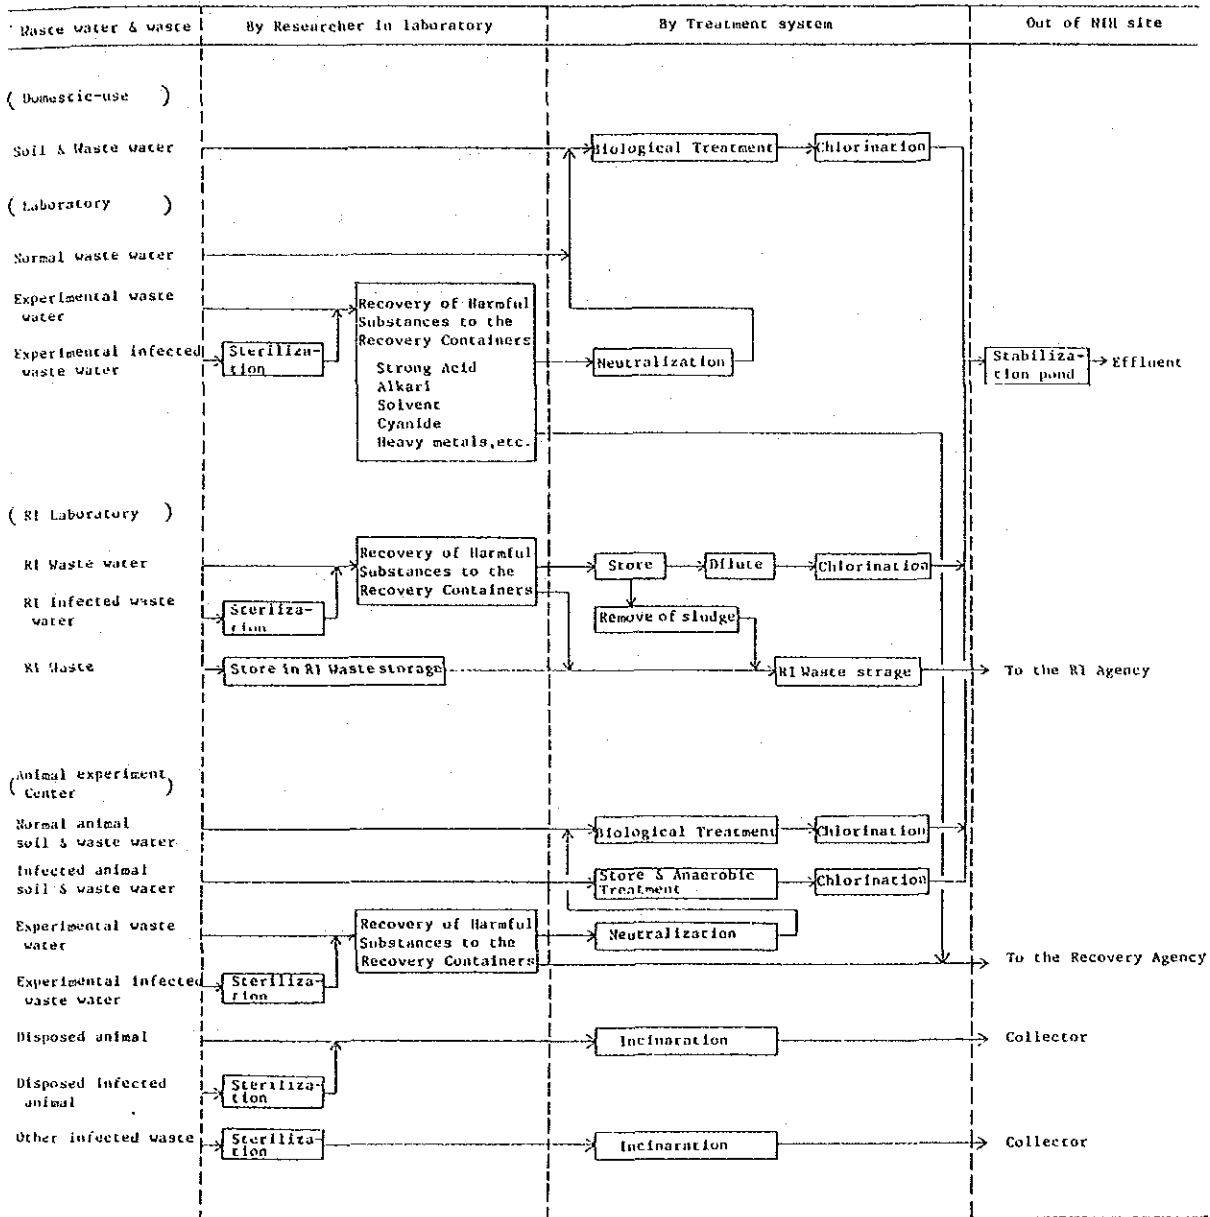 Waste water & waste
By Researcher in laboratory
By Treatment system
Out of NIH site
( Domestic-use )
Soil & Waste water
Biological Treatment
Chlorination
( Laboratory )
Normal waste water
Experimental waste
water
Recovery of Harmful
Substances to the
Recovery Containers
Strong Acid
Alkari
Solvent
Cyanide
Heavy metals,etc.
Experimental infected
waste water
Steriliza-
tion
Neutralization
Stabiliza-
tion pond
Effluent
( RI Laboratory )
RI Waste water
Recovery of Harmful
Substances to the
Recovery Containers
Store
Dilute
Chlorination
RI Infected waste
water
Steriliza-
tion
Remove of sludge
RI Waste
Store in RI Waste storage
RI Waste strage
To the RI Agency
( Animal experiment
Center )
Normal animal
soil & waste water
Biological Treatment
Chlorination
Infected animal
soil & waste water
Store & Anaerobic
Treatment
Chlorination
Experimental waste
water
Recovery of Harmful
Substances to the
Recovery Containers
Neutralization
To the Recovery Agency
Experimental infected
waste water
Steriliza-
tion
Disposed animal
Incinaration
Collector
Disposed infected
animal
Steriliza-
tion
Other infected waste
Steriliza-
tion
Incinaration
Collector